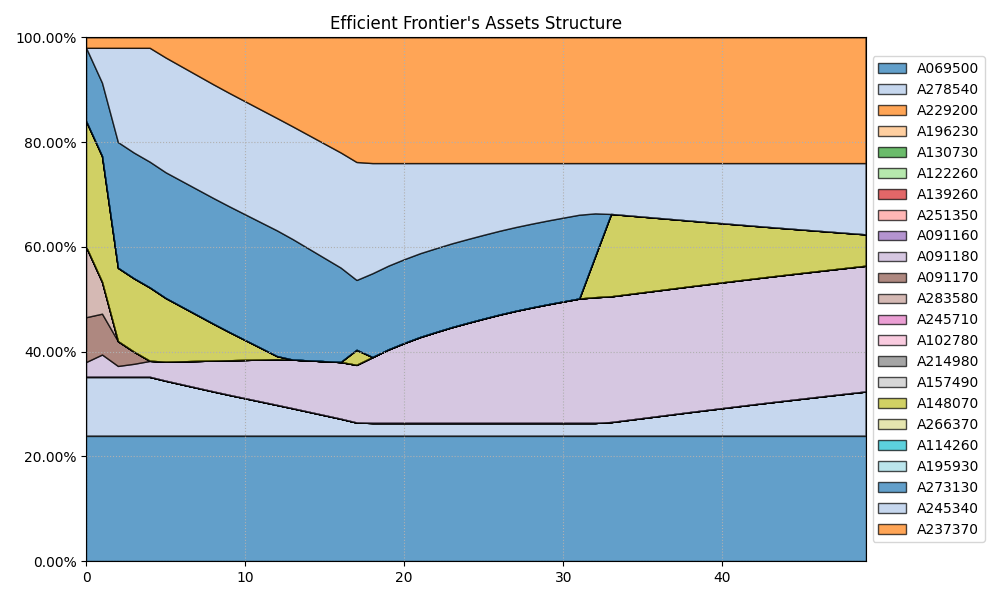 Efficient Frontier's Assets Structure
100.00%
80.00%
60.00%
40.00%
20.00%
0.00%
0 10 20 30 40
A069500
A278540
A229200
A196230
A130730
A122260
A139260
A251350
A091160
A091180
A091170
A283580
A245710
A102780
A214980
A157490
A148070
A266370
A114260
A195930
A273130
A245340
A237370